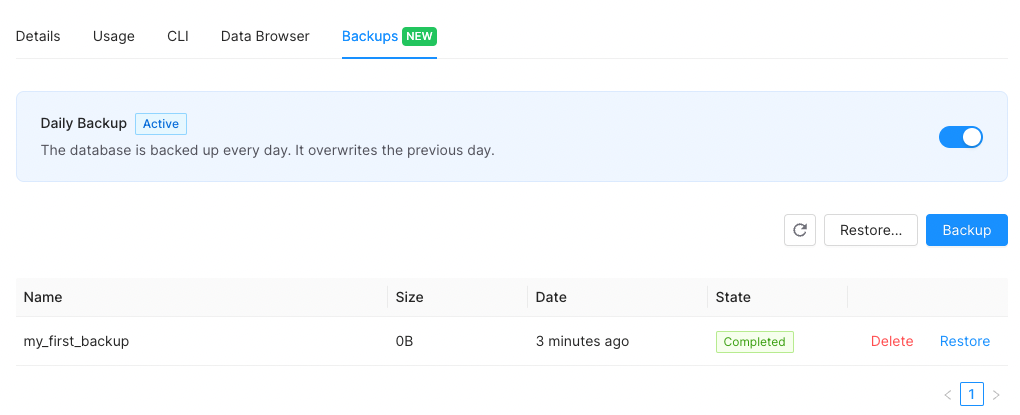 Details Usage CLI Data Browser Backups NEW
Daily Backup Active
The database is backed up every day. It overwrites the previous day.
Restore... Backup
Name Size Date State
my_first_backup 0B 3 minutes ago Completed Delete Restore
1